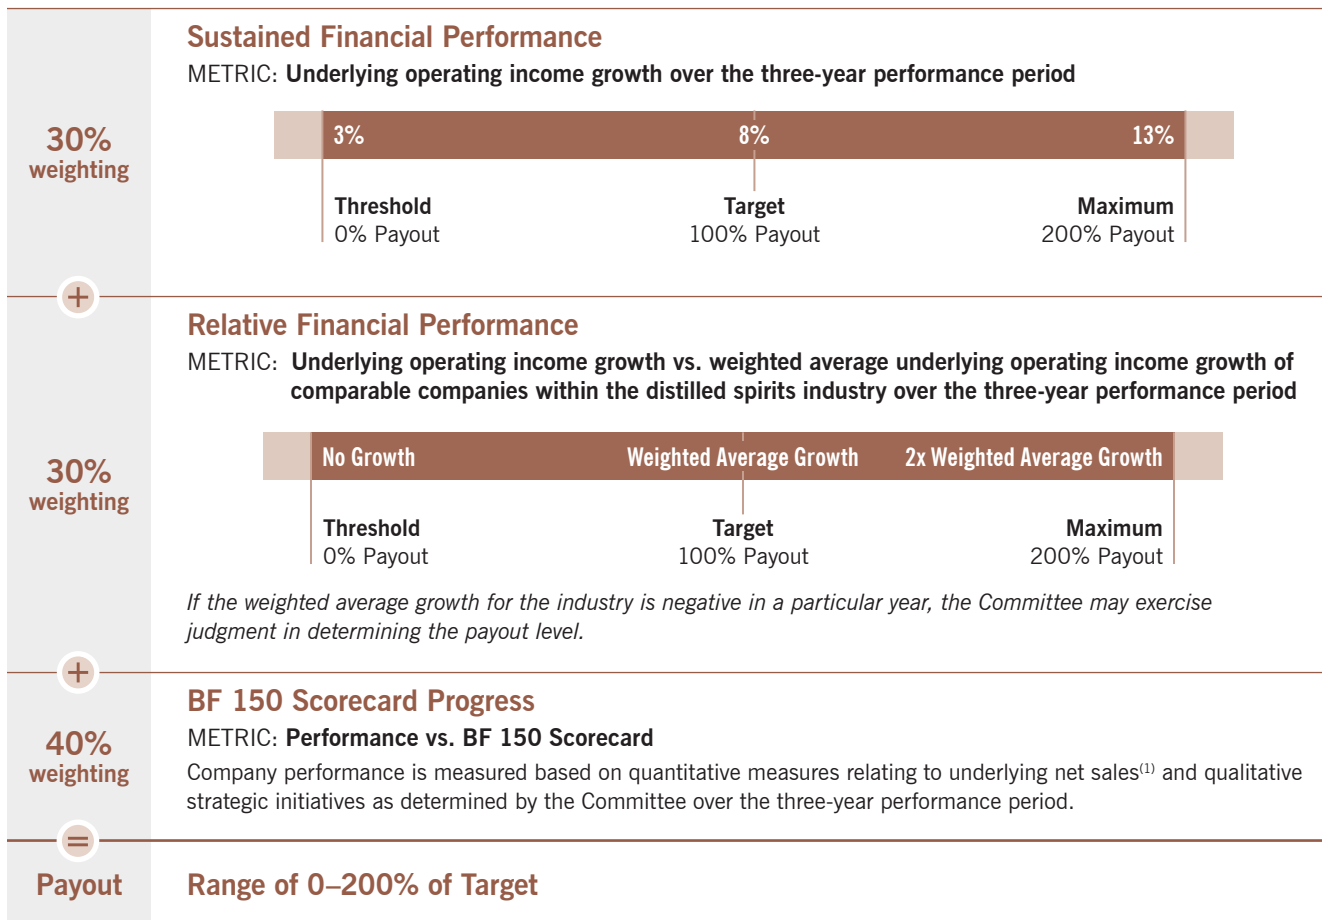 Sustained Financial Performance
METRIC: Underlying operating income growth over the three-year performance period
30%
weighting
3% 8% 13%
Threshold Target Maximum
0% Payout 100% Payout 200% Payout
+
Relative Financial Performance
METRIC: Underlying operating income growth vs. weighted average underlying operating income growth of
comparable companies within the distilled spirits industry over the three-year performance period
30%
weighting
No Growth Weighted Average Growth 2x Weighted Average Growth
Threshold Target Maximum
0% Payout 100% Payout 200% Payout
If the weighted average growth for the industry is negative in a particular year, the Committee may exercise
judgment in determining the payout level.
+
BF 150 Scorecard Progress
METRIC: Performance vs. BF 150 Scorecard
40%
weighting
Company performance is measured based on quantitative measures relating to underlying net sales(1) and qualitative
strategic initiatives as determined by the Committee over the three-year performance period.
=
Payout Range of 0–200% of Target